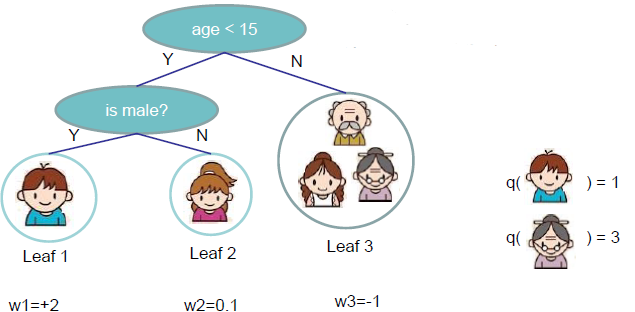 age < 15
Y
N
is male?
Y
N
q( ) = 1
q( ) = 3
Leaf 1
Leaf 2
Leaf 3
w1=+2
w2=0.1
w3=-1